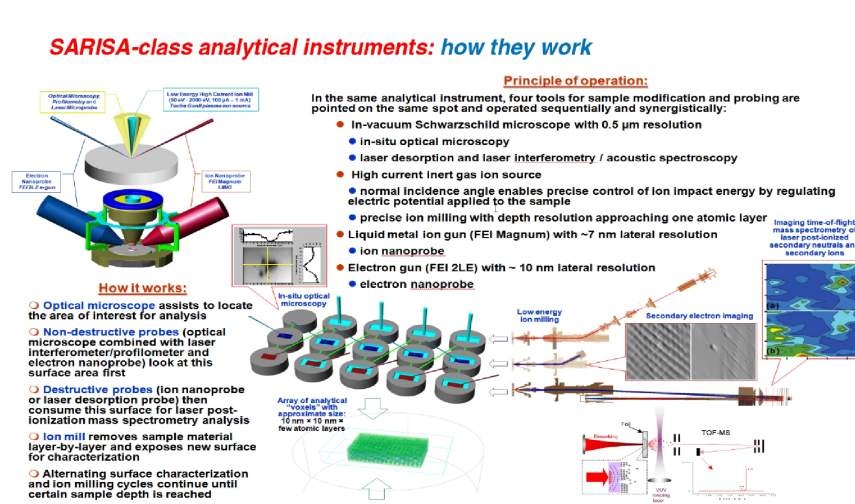 SARISA-class analytical instruments: how they work
Optical Microscopy,
Profilometry and
Laser Microprobe
Low Energy High Current Ion Mill
(50 eV - 2000 eV, 100 µA – 1 mA)
Electron
Nanoprobe
FEI 2LE e-gun
Ion Nanoprobe
FEI Magnum
LMIG
Principle of operation:
In the same analytical instrument, four tools for sample modification and probing are
pointed on the same spot and operated sequentially and synergistically:
In-vacuum Schwarzschild microscope with 0.5 µm resolution
in-situ optical microscopy
laser desorption and laser interferometry / acoustic spectroscopy
High current inert gas ion source
normal incidence angle enables precise control of ion impact energy by regulating
electric potential applied to the sample
precise ion milling with depth resolution approaching one atomic layer
Liquid metal ion gun (FEI Magnum) with ~7 nm lateral resolution
ion nanoprobe
Electron gun (FEI 2LE) with ~ 10 nm lateral resolution
electron nanoprobe
Imaging time-of-flight
mass spectrometry of
laser post-ionized
secondary neutrals an
secondary ions
(a)
(b)
How it works:
Optical microscope assists to locate
the area of interest for analysis
Non-destructive probes (optical
microscope combined with laser
interferometer/profilometer and
electron nanoprobe) look at this
surface area first
Destructive probes (ion nanoprobe
or laser desorption probe) then
consume this surface for laser post-
ionization mass spectrometry analysis
Ion mill removes sample material
layer-by-layer and exposes new surface
for characterization
Alternating surface characterization
and ion milling cycles continue until
certain sample depth is reached
In-situ optical
microscopy
Low energy
ion milling
Secondary electron imaging
Array of analytical
"voxels" with
approximate size:
10 nm × 10 nm ×
few atomic layers
Foil
TOF-MS
VUV